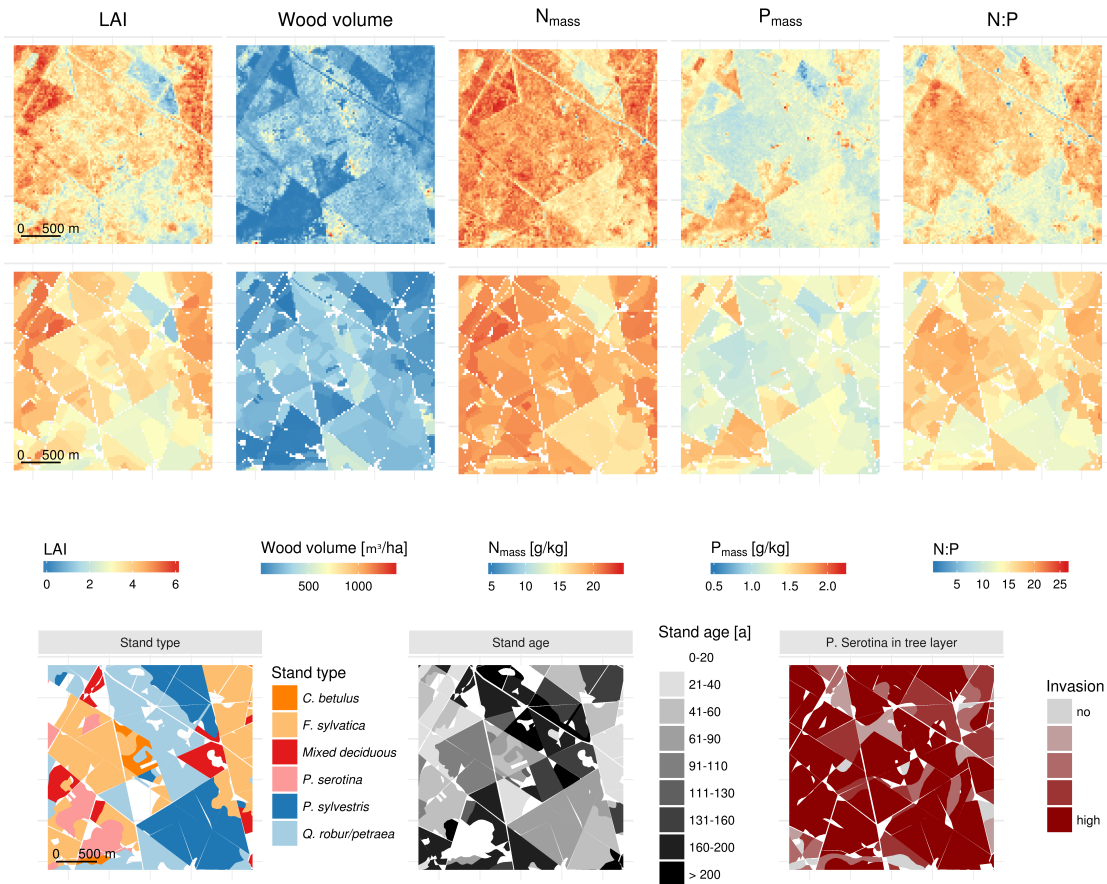 LAI
Wood volume
Nmass
Pmass
N:P
0 500 m
0 500 m
LAI
0 2 4 6
Wood volume [m³/ha]
500 1000
Nmass [g/kg]
5 10 15 20
Pmass [g/kg]
0.5 1.0 1.5 2.0
N:P
5 10 15 20 25
Stand type
0 500 m
Stand type
C. betulus
F. sylvatica
Mixed deciduous
P. serotina
P. sylvestris
Q. robur/petraea
Stand age
Stand age [a]
0-20
21-40
41-60
61-90
91-110
111-130
131-160
160-200
> 200
P. Serotina in tree layer
Invasion
no
high